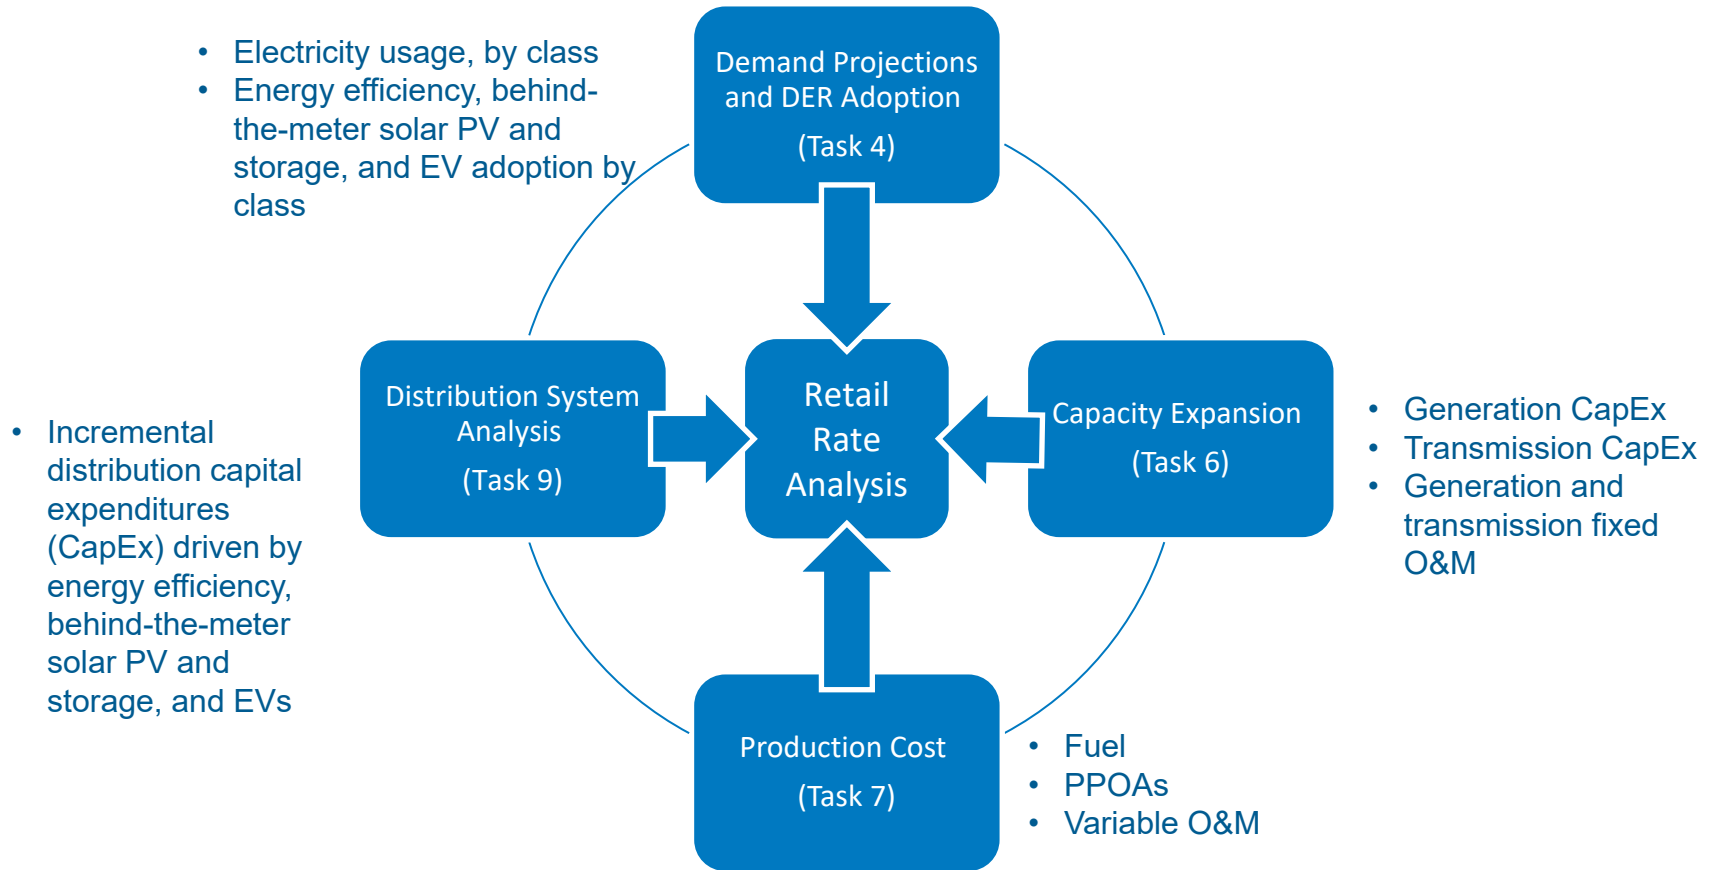 • Electricity usage, by class
• Energy efficiency, behind-
the-meter solar PV and
storage, and EV adoption by
class
Demand Projections
and DER Adoption
(Task 4)
• Incremental
distribution capital
expenditures
(CapEx) driven by
energy efficiency,
behind-the-meter
solar PV and
storage, and EVs
Distribution System
Analysis
(Task 9)
Retail
Rate
Analysis
Capacity Expansion
(Task 6)
• Generation CapEx
• Transmission CapEx
• Generation and
transmission fixed
O&M
Production Cost
(Task 7)
• Fuel
• PPOAs
• Variable O&M